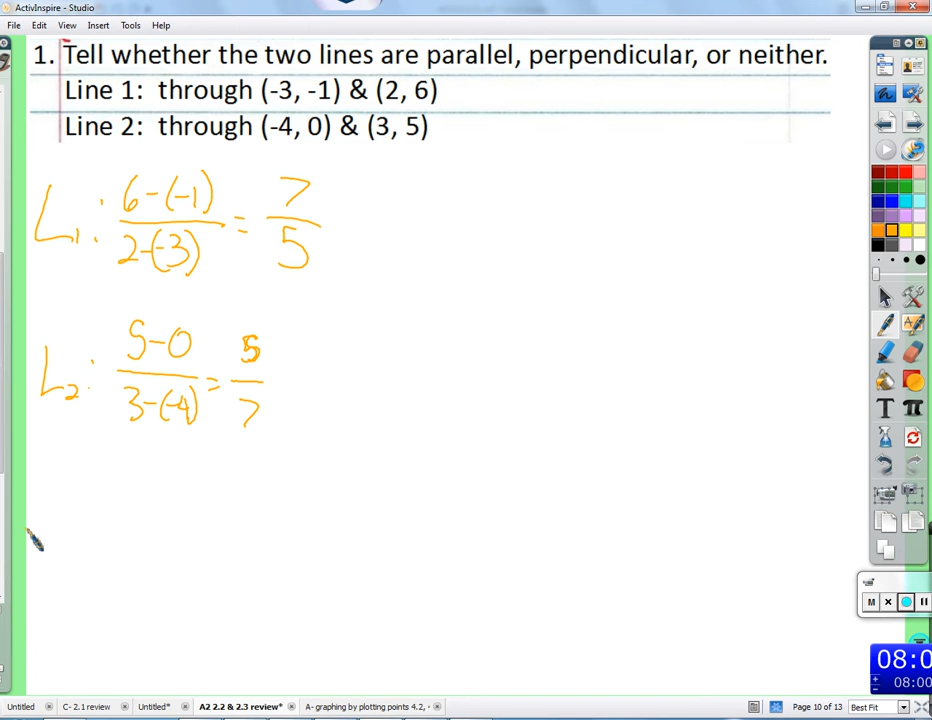 ActivInspire - Studio
File Edit View Insert Tools Help
1. Tell whether the two lines are parallel, perpendicular, or neither.
Line 1: through (-3, -1) & (2, 6)
Line 2: through (-4, 0) & (3, 5)
L1: 6-(-1) / 2-(-3) = 7/5
L2: 5-0 / 3-(-4) = 5/7
M
08:0
08:00
Untitled C- 2.1 review Untitled* A2 2.2 & 2.3 review* A- graphing by plotting points 4.2, Page 10 of 13 Best Fit